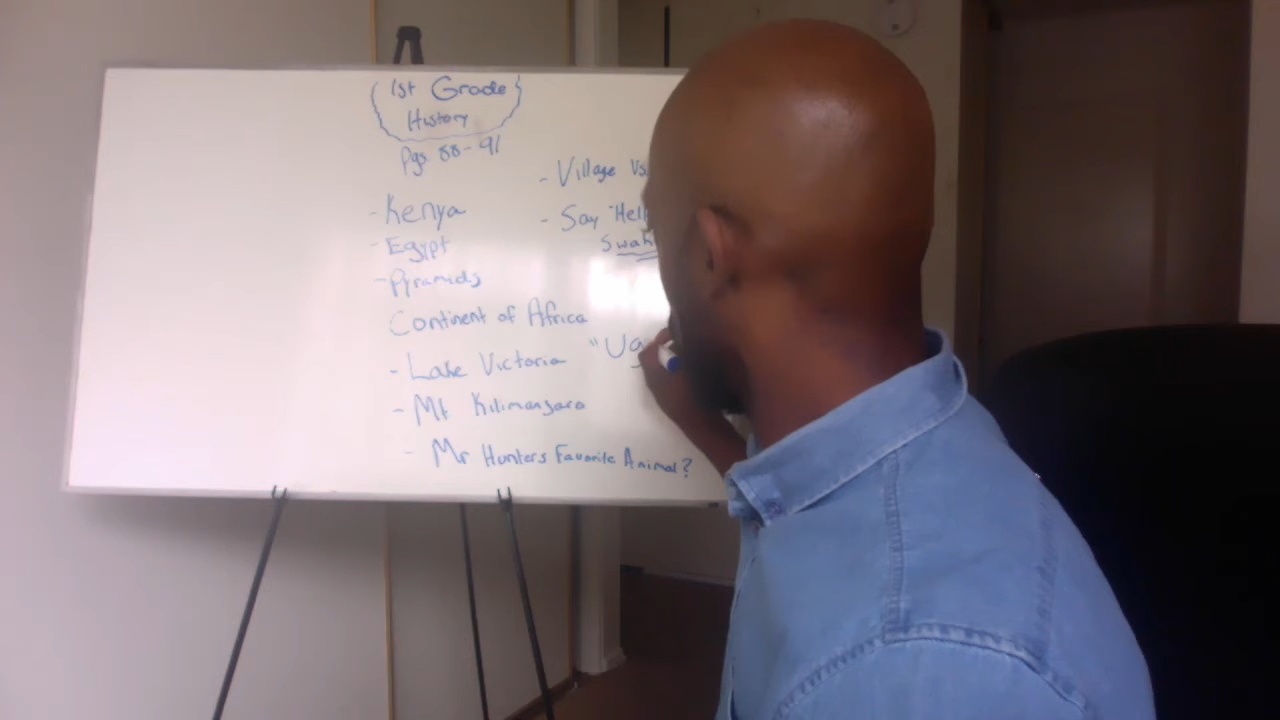 1st Grade
History
Pgs 88-91
- Kenya
- Egypt
- Pyramids
Continent of Africa
- Lake Victoria
- Mt Kilimanjaro
- Mr Hunters Favorite Animal?
- Village Vs.
- Say "Hell
Swah
"Ug